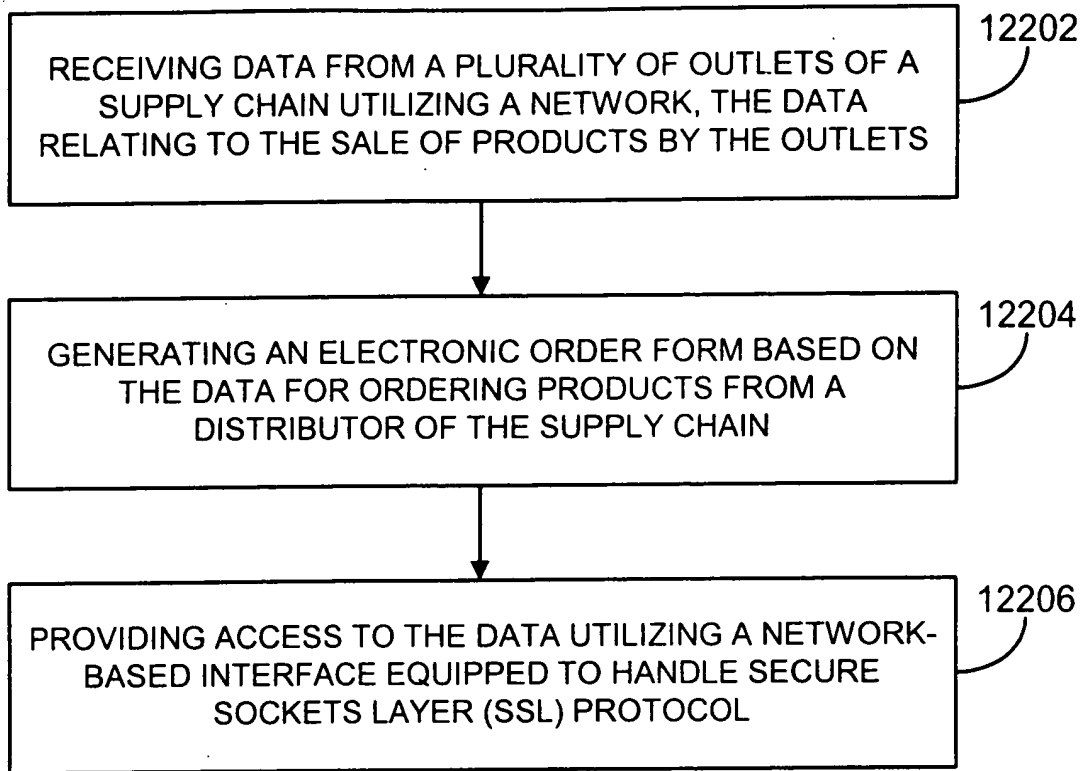 12202
RECEIVING DATA FROM A PLURALITY OF OUTLETS OF A
SUPPLY CHAIN UTILIZING A NETWORK, THE DATA
RELATING TO THE SALE OF PRODUCTS BY THE OUTLETS
12204
GENERATING AN ELECTRONIC ORDER FORM BASED ON
THE DATA FOR ORDERING PRODUCTS FROM A
DISTRIBUTOR OF THE SUPPLY CHAIN
12206
PROVIDING ACCESS TO THE DATA UTILIZING A NETWORK-
BASED INTERFACE EQUIPPED TO HANDLE SECURE
SOCKETS LAYER (SSL) PROTOCOL